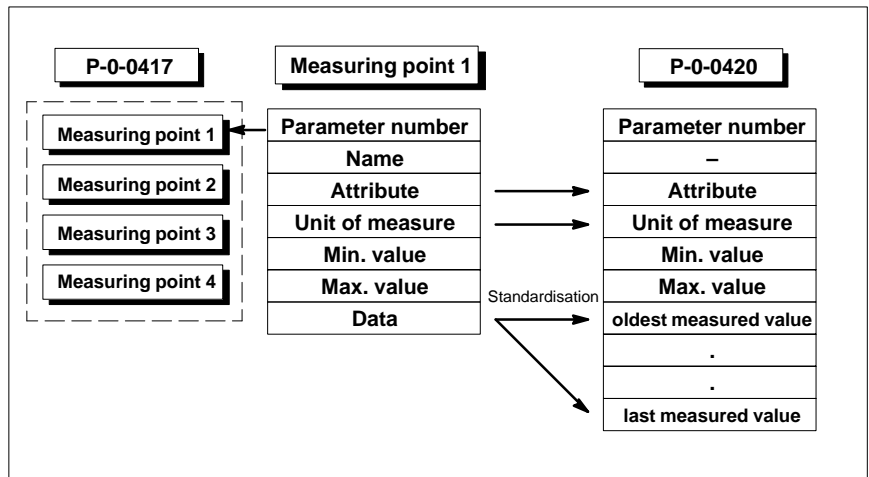 P-0-0417
Measuring point 1
Measuring point 2
Measuring point 3
Measuring point 4
Measuring point 1
Parameter number
Name
Attribute
Unit of measure
Min. value
Max. value
Data
Standardisation
P-0-0420
Parameter number
–
Attribute
Unit of measure
Min. value
Max. value
oldest measured value
.
.
last measured value